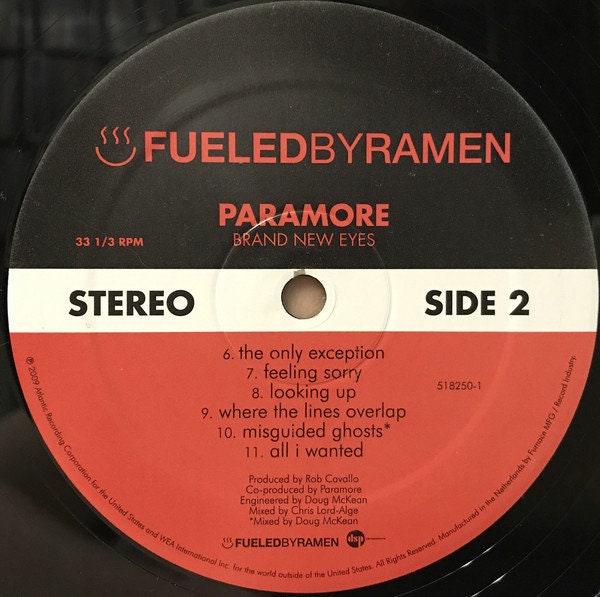 FUELEDBYRAMEN
PARAMORE
BRAND NEW EYES
33 1/3 RPM
STEREO
SIDE 2
6. the only exception
7. feeling sorry
8. looking up
9. where the lines overlap
10. misguided ghosts*
11. all i wanted
518250-1
Produced by Rob Cavallo
Co-produced by Paramore
Engineered by Doug McKean
Mixed by Chris Lord-Alge
*Mixed by Doug McKean
FUELEDBYRAMEN dsp
℗ 2009 Atlantic Recording Corporation for the United States and WEA International Inc. for the world outside of the United States. All Rights Reserved. Manufactured in the Netherlands by Furnace MFG / Record Industry.